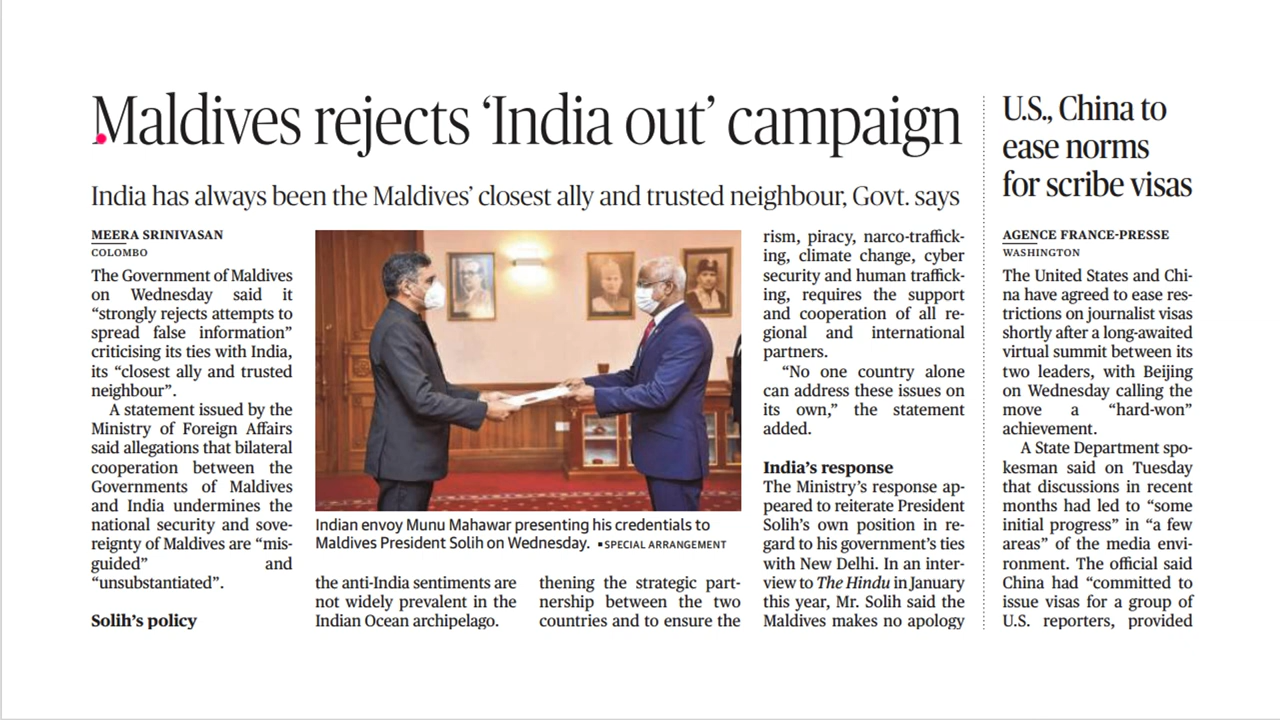 Maldives rejects ‘India out’ campaign
India has always been the Maldives’ closest ally and trusted neighbour, Govt. says
MEERA SRINIVASAN
COLOMBO
The Government of Maldives
on Wednesday said it
“strongly rejects attempts to
spread false information”
criticising its ties with India,
its “closest ally and trusted
neighbour”.
A statement issued by the
Ministry of Foreign Affairs
said allegations that bilateral
cooperation between the
Governments of Maldives
and India undermines the
national security and sove-
reignty of Maldives are “mis-
guided” and
“unsubstantiated”.
Solih’s policy
Indian envoy Munu Mahawar presenting his credentials to
Maldives President Solih on Wednesday. ▪SPECIAL ARRANGEMENT
the anti-India sentiments are
not widely prevalent in the
Indian Ocean archipelago.
thening the strategic part-
nership between the two
countries and to ensure the
rism, piracy, narco-traffick-
ing, climate change, cyber
security and human traffick-
ing, requires the support
and cooperation of all re-
gional and international
partners.
“No one country alone
can address these issues on
its own,” the statement
added.
India’s response
The Ministry’s response ap-
peared to reiterate President
Solih’s own position in re-
gard to his government’s ties
with New Delhi. In an inter-
view to The Hindu in January
this year, Mr. Solih said the
Maldives makes no apology
U.S., China to
ease norms
for scribe visas
AGENCE FRANCE-PRESSE
WASHINGTON
The United States and Chi-
na have agreed to ease res-
trictions on journalist visas
shortly after a long-awaited
virtual summit between its
two leaders, with Beijing
on Wednesday calling the
move a “hard-won”
achievement.
A State Department spo-
kesman said on Tuesday
that discussions in recent
months had led to “some
initial progress” in “a few
areas” of the media envi-
ronment. The official said
China had “committed to
issue visas for a group of
U.S. reporters, provided